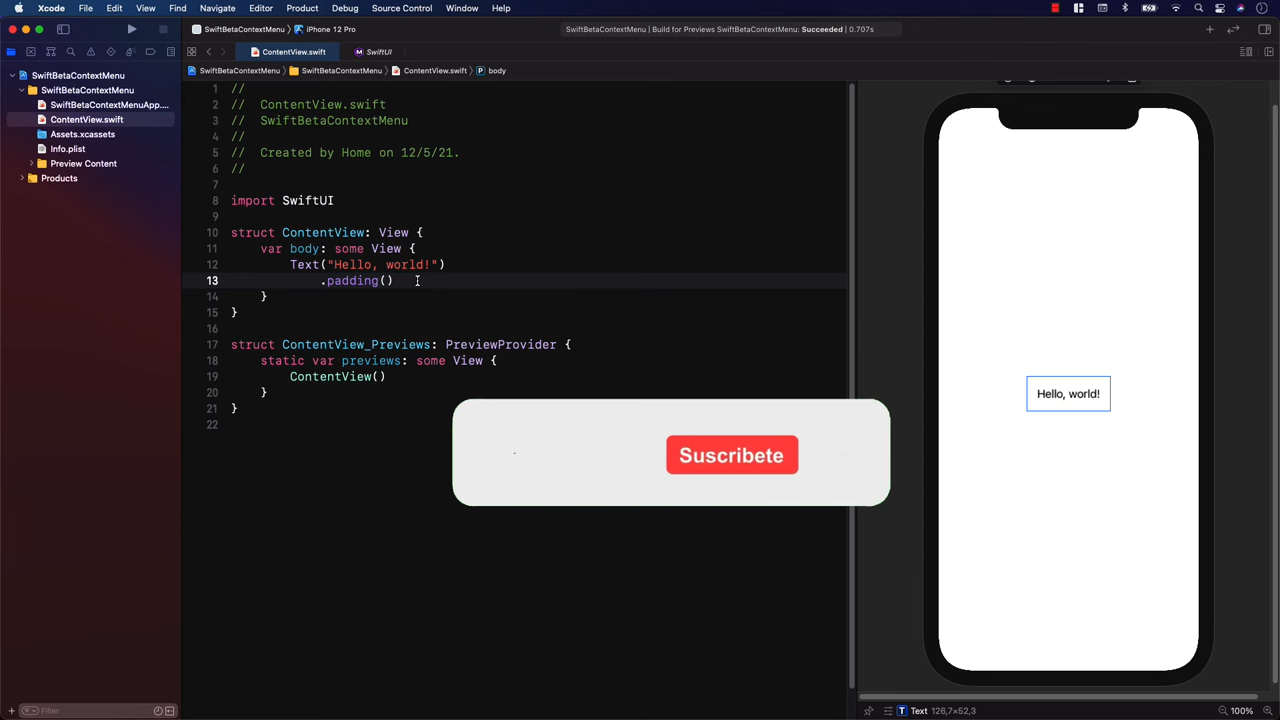 Xcode File Edit View Find Navigate Editor Product Debug Source Control Window Help
SwiftBetaContextMenu iPhone 12 Pro
SwiftBetaContextMenu | Build for Previews SwiftBetaContextMenu: Succeeded | 0.707s
ContentView.swift SwiftUI
SwiftBetaContextMenu SwiftBetaContextMenu ContentView.swift P body
SwiftBetaContextMenu
SwiftBetaContextMenu
SwiftBetaContextMenuApp....
ContentView.swift
Assets.xcassets
Info.plist
Preview Content
Products
1 //
2 // ContentView.swift
3 // SwiftBetaContextMenu
4 //
5 // Created by Home on 12/5/21.
6 //
7
8 import SwiftUI
9
10 struct ContentView: View {
11 var body: some View {
12 Text("Hello, world!")
13 .padding()
14 }
15 }
16
17 struct ContentView_Previews: PreviewProvider {
18 static var previews: some View {
19 ContentView()
20 }
21 }
22
Suscribete
Hello, world!
Filter
T Text 126,7×52,3
100%